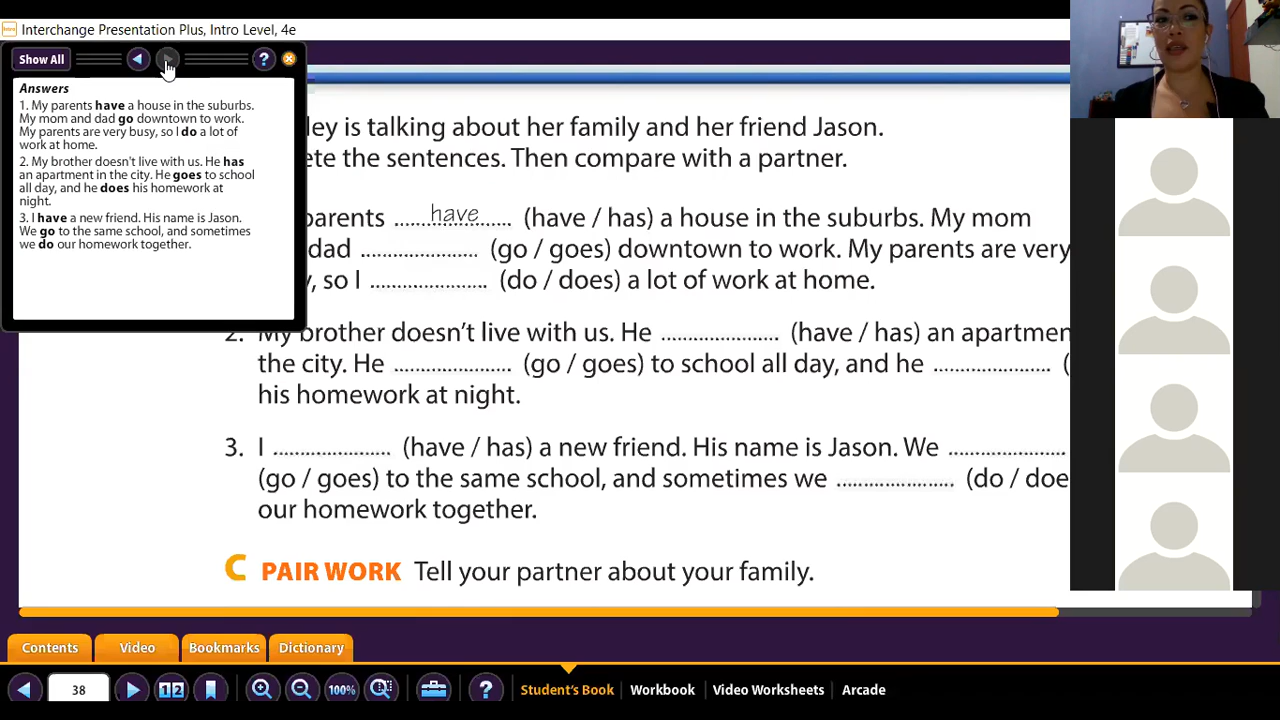 Interchange Presentation Plus, Intro Level, 4e
Show All
?
Answers
1. My parents have a house in the suburbs.
My mom and dad go downtown to work.
My parents are very busy, so I do a lot of
work at home.
2. My brother doesn't live with us. He has
an apartment in the city. He goes to school
all day, and he does his homework at
night.
3. I have a new friend. His name is Jason.
We go to the same school, and sometimes
we do our homework together.
ley is talking about her family and her friend Jason.
ete the sentences. Then compare with a partner.
parents have (have / has) a house in the suburbs. My mom
dad .................... (go / goes) downtown to work. My parents are very
, so I .................... (do / does) a lot of work at home.
2. My brother doesn't live with us. He .................... (have / has) an apartmen
the city. He .................... (go / goes) to school all day, and he .................... (
his homework at night.
3. I .................... (have / has) a new friend. His name is Jason. We ....................
(go / goes) to the same school, and sometimes we .................... (do / doe
our homework together.
C PAIR WORK Tell your partner about your family.
Contents Video Bookmarks Dictionary
38 1 2 100% ? Student's Book Workbook Video Worksheets Arcade